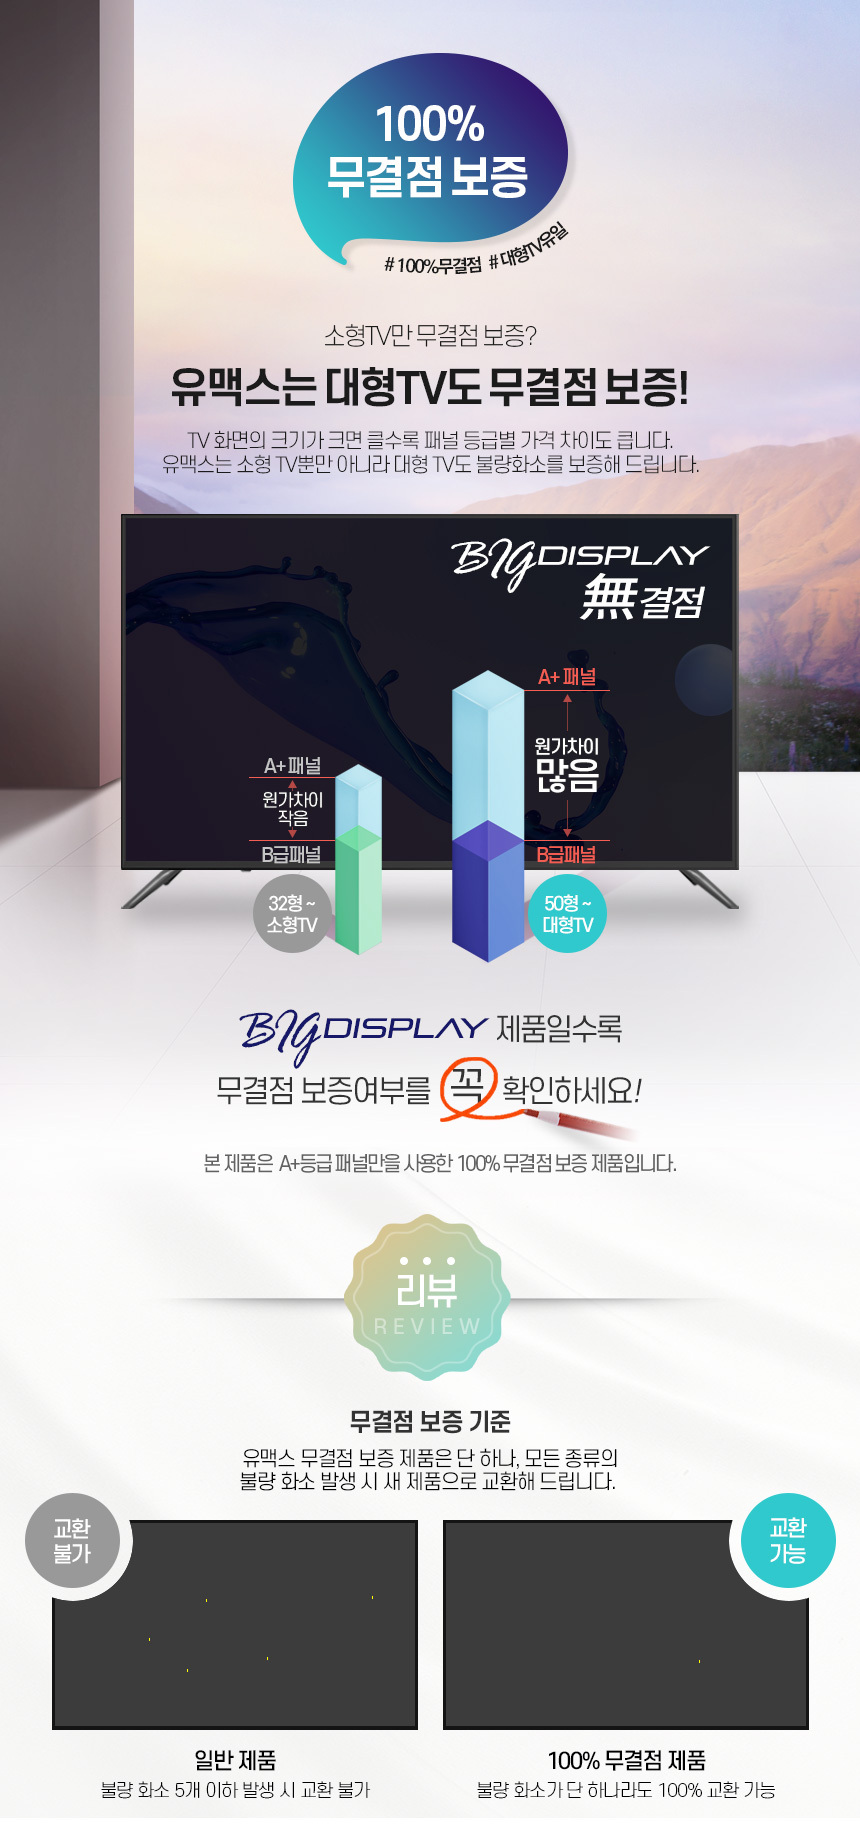 100%
무결점 보증
#100%무결점 #대형TV유일
소형TV만 무결점 보증?
유맥스는 대형TV도 무결점 보증!
TV 화면의 크기가 크면 클수록 패널 등급별 가격 차이도 큽니다.
유맥스는 소형 TV뿐만 아니라 대형 TV도 불량화소를 보증해 드립니다.
BIG DISPLAY
無결점
A+ 패널
원가차이
많음
B급패널
A+패널
원가차이
작음
B급패널
32형~
소형TV
50형~
대형TV
BIG DISPLAY 제품일수록
무결점 보증여부를 꼭 확인하세요!
본 제품은 A+등급 패널만을 사용한 100% 무결점 보증 제품입니다.
리뷰
REVIEW
무결점 보증 기준
유맥스 무결점 보증 제품은 단 하나, 모든 종류의
불량 화소 발생 시 새 제품으로 교환해 드립니다.
교환
불가
교환
가능
일반 제품
불량 화소 5개 이하 발생 시 교환 불가
100% 무결점 제품
불량 화소가 단 하나라도 100% 교환 가능